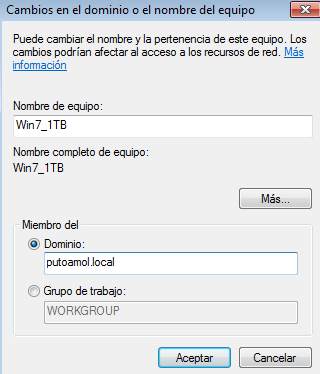 Cambios en el dominio o el nombre del equipo
Puede cambiar el nombre y la pertenencia de este equipo. Los
cambios podrían afectar al acceso a los recursos de red. Más
información
Nombre de equipo:
Win7_1TB
Nombre completo de equipo:
Win7_1TB
Más...
Miembro del
Dominio:
putoamol.local
Grupo de trabajo:
WORKGROUP
Aceptar
Cancelar